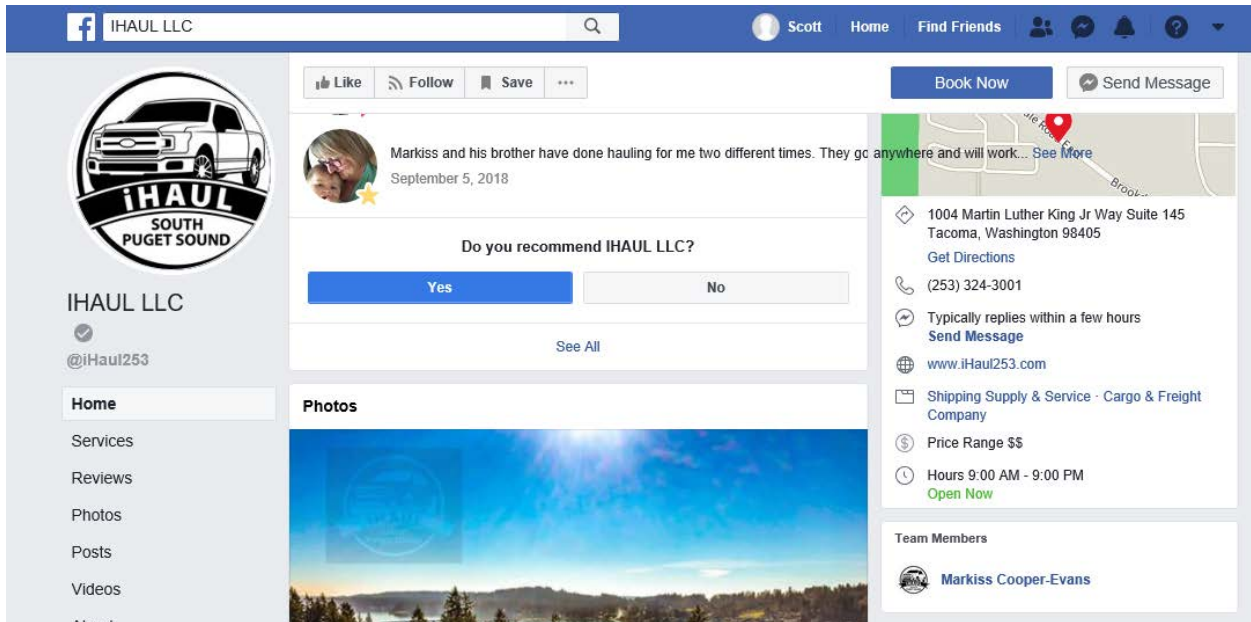 IHAUL LLC
Scott
Home
Find Friends
iHAUL
SOUTH
PUGET SOUND
IHAUL LLC
@iHaul253
Home
Services
Reviews
Photos
Posts
Videos
Like
Follow
Save
Book Now
Send Message
Markiss and his brother have done hauling for me two different times. They go anywhere and will work... See More
September 5, 2018
Do you recommend IHAUL LLC?
Yes
No
See All
Photos
1004 Martin Luther King Jr Way Suite 145
Tacoma, Washington 98405
Get Directions
(253) 324-3001
Typically replies within a few hours
Send Message
www.iHaul253.com
Shipping Supply & Service · Cargo & Freight
Company
Price Range $$
Hours 9:00 AM - 9:00 PM
Open Now
Team Members
Markiss Cooper-Evans